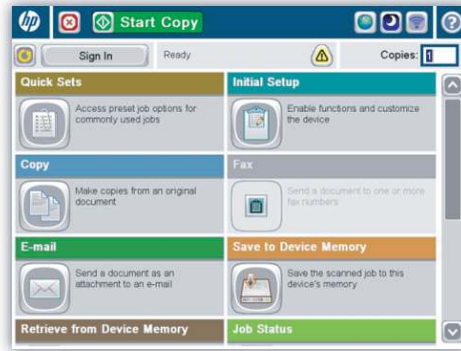 hp
Start Copy
?
Sign In
Ready
Copies: 1
Quick Sets
Access preset job options for
commonly used jobs
Initial Setup
Enable functions and customize
the device
Copy
Make copies from an original
document
Fax
Send a document to one or more
fax numbers
E-mail
Send a document as an
attachment to an e-mail
Save to Device Memory
Save the scanned job to this
device's memory
Retrieve from Device Memory
Job Status